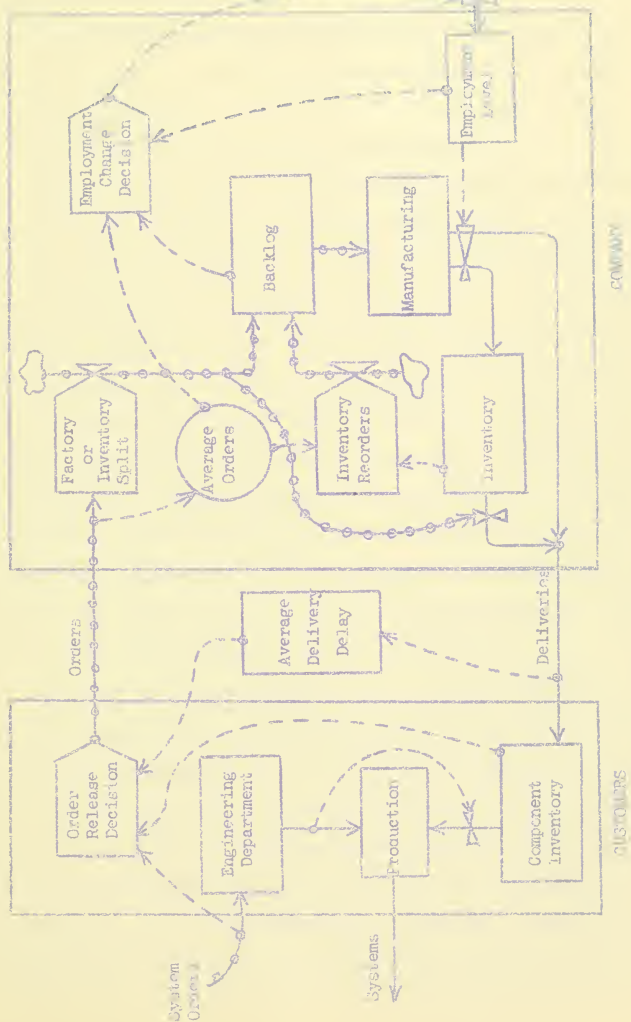 System
Orders
Systems
Order
Release
Decision
Engineering
Department
Production
Component
Inventory
CUSTOMERS
Orders
Average
Delivery
Delay
Deliveries
Factory
or
Inventory
Split
Average
Orders
Inventory
Reorders
Inventory
Employment
Change
Decision
Backlog
Manufacturing
Employment
Level
COMPANY